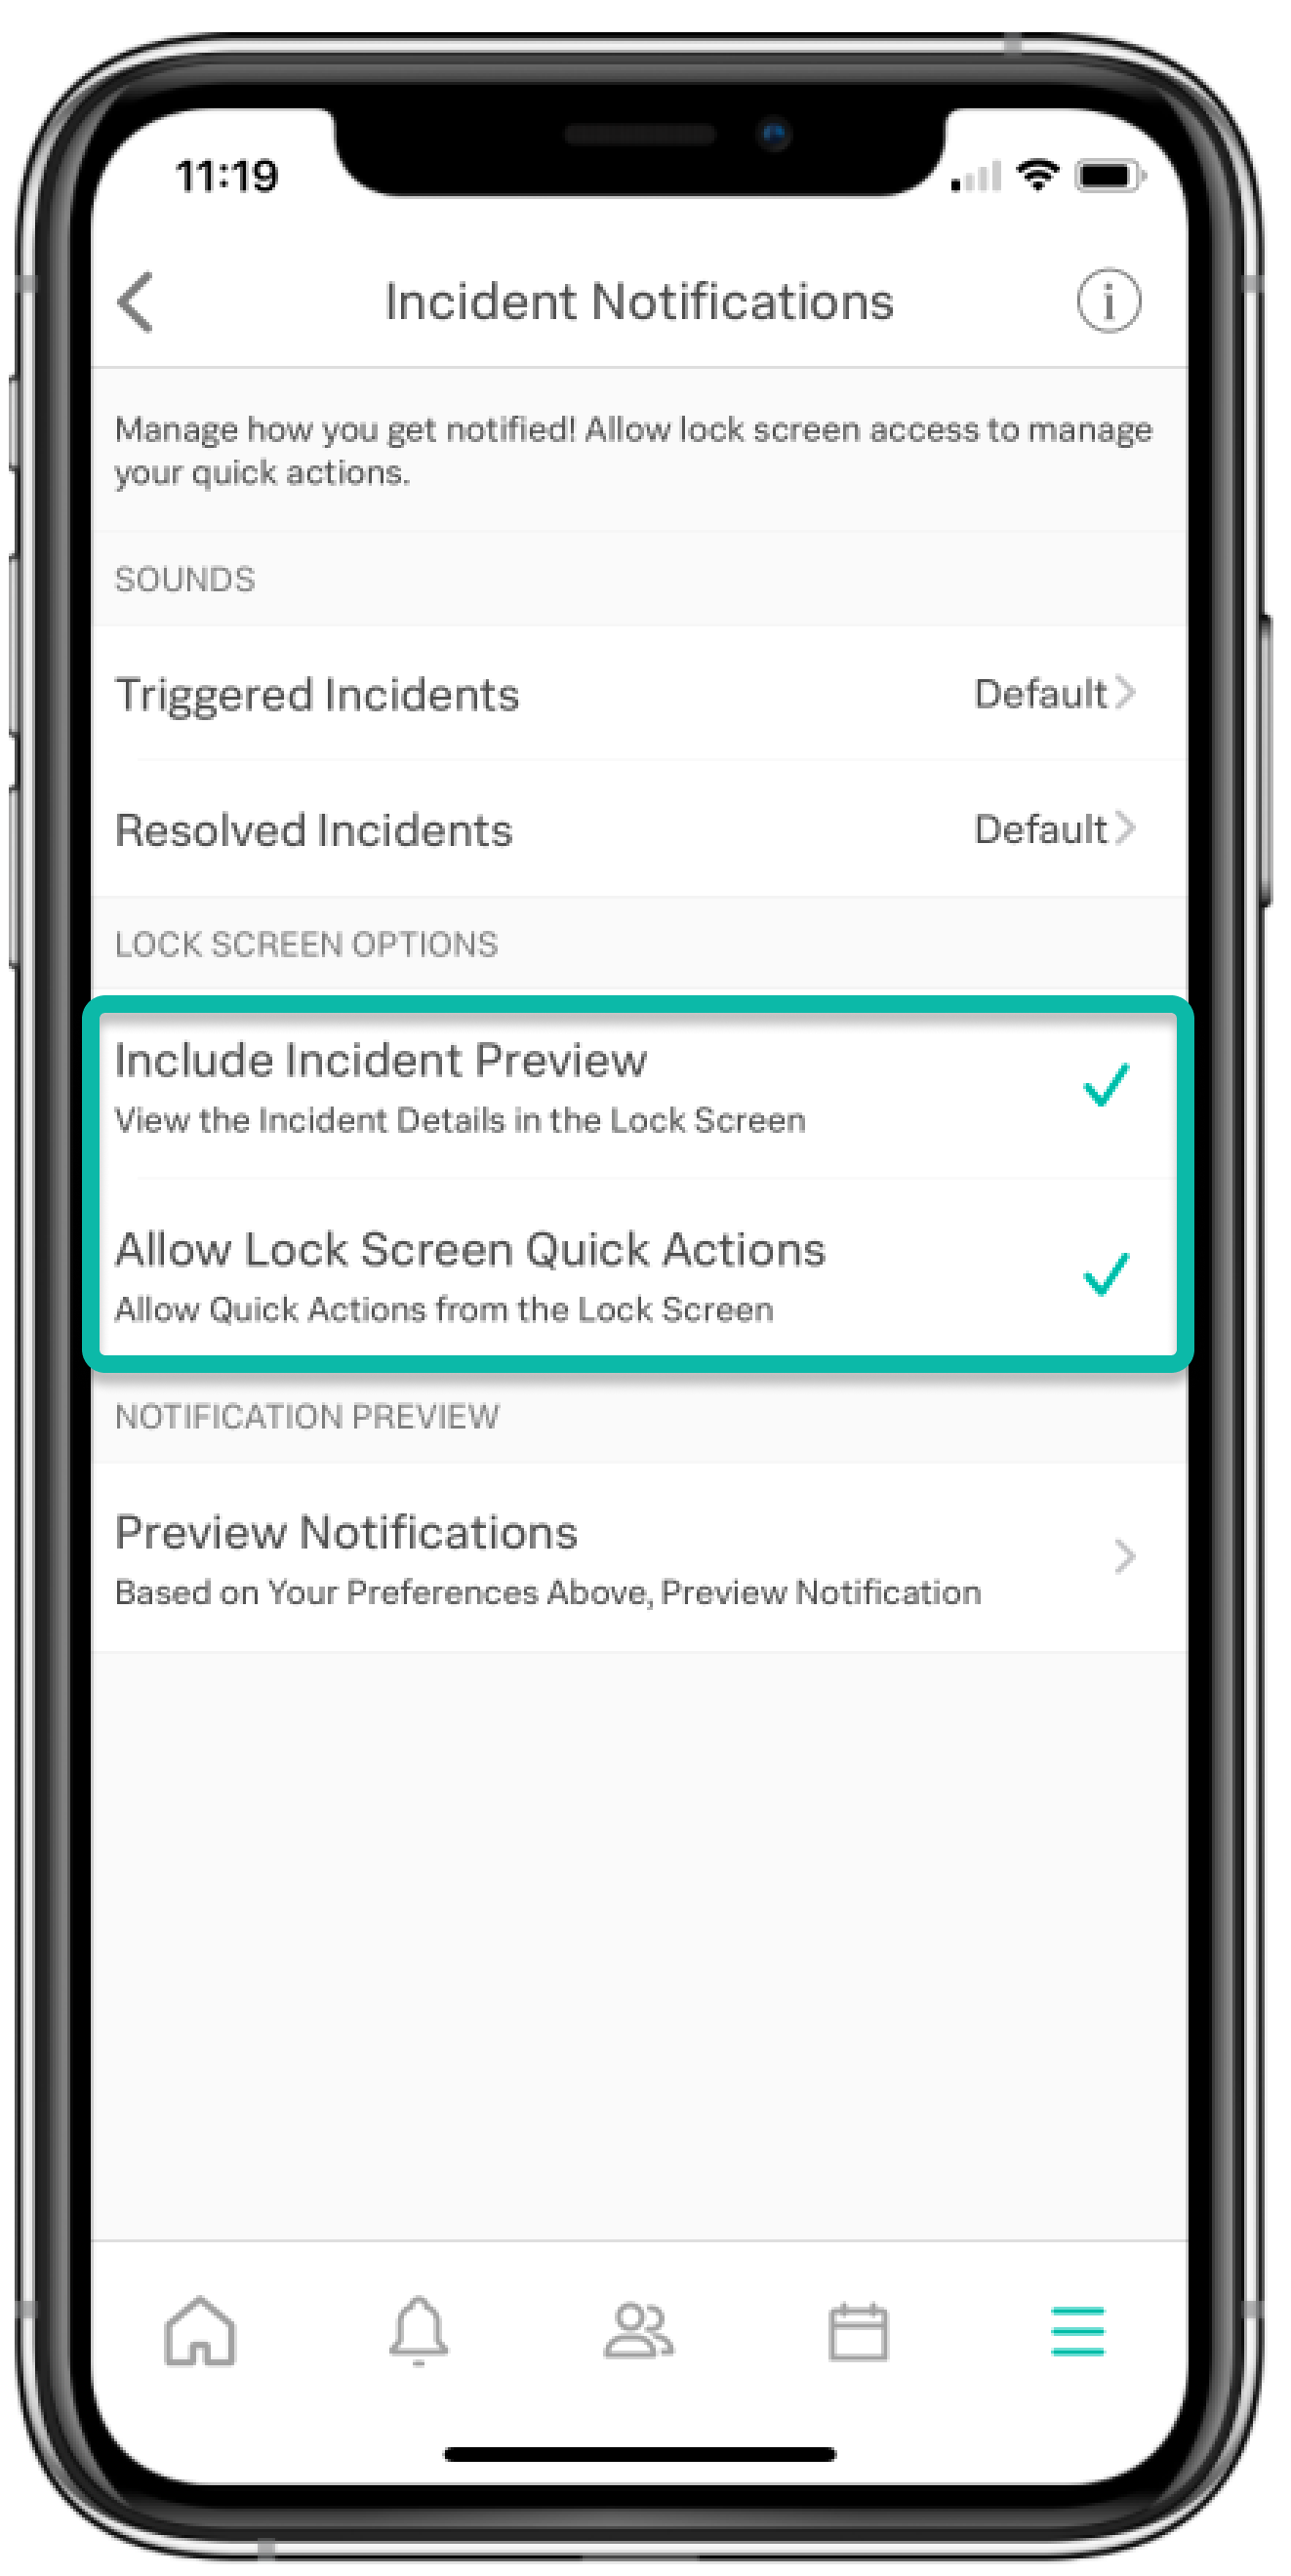 11:19
Incident Notifications
Manage how you get notified! Allow lock screen access to manage
your quick actions.
SOUNDS
Triggered Incidents Default
Resolved Incidents Default
LOCK SCREEN OPTIONS
Include Incident Preview
View the Incident Details in the Lock Screen
Allow Lock Screen Quick Actions
Allow Quick Actions from the Lock Screen
NOTIFICATION PREVIEW
Preview Notifications
Based on Your Preferences Above, Preview Notification